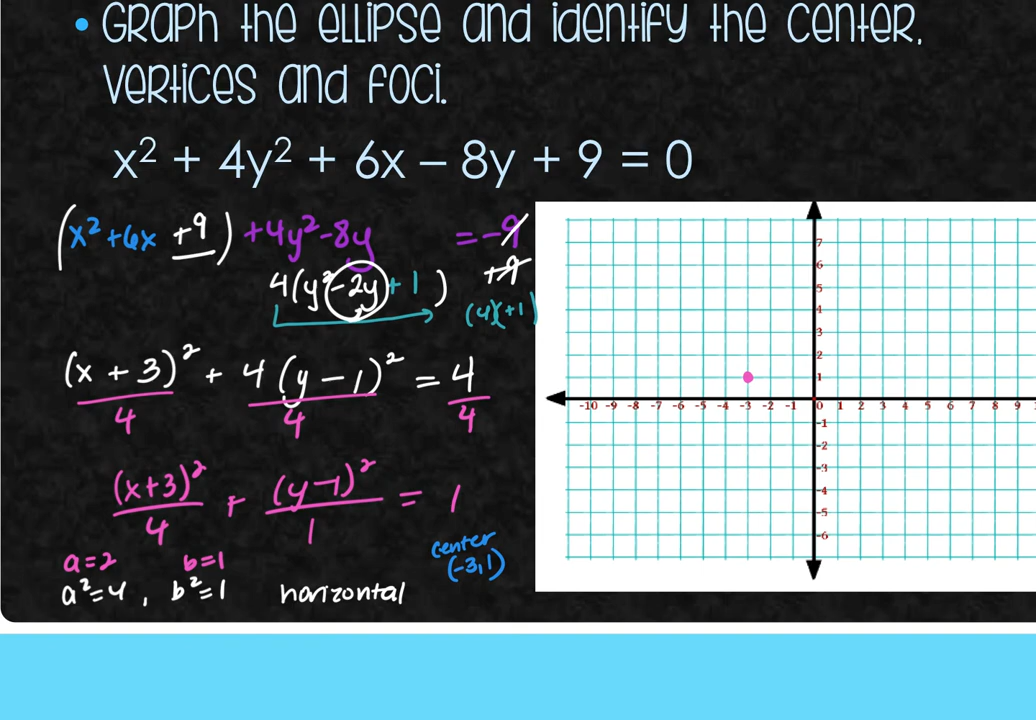 • Graph the ellipse and identify the center,
vertices and foci.
x² + 4y² + 6x – 8y + 9 = 0
(x² +6x +9) +4y²-8y = -9
4(y²-2y+1) +9
(4)(+1)
(x + 3)² + 4(y - 1)² = 4
4 4 4
(x+3)² + (y-1)² = 1
4 1
a=2 b=1 center
(-3,1)
a²=4, b²=1 horizontal
7
6
5
4
3
2
1
-10 -9 -8 -7 -6 -5 -4 -3 -2 -1 0 1 2 3 4 5 6 7 8 9
-1
-2
-3
-4
-5
-6